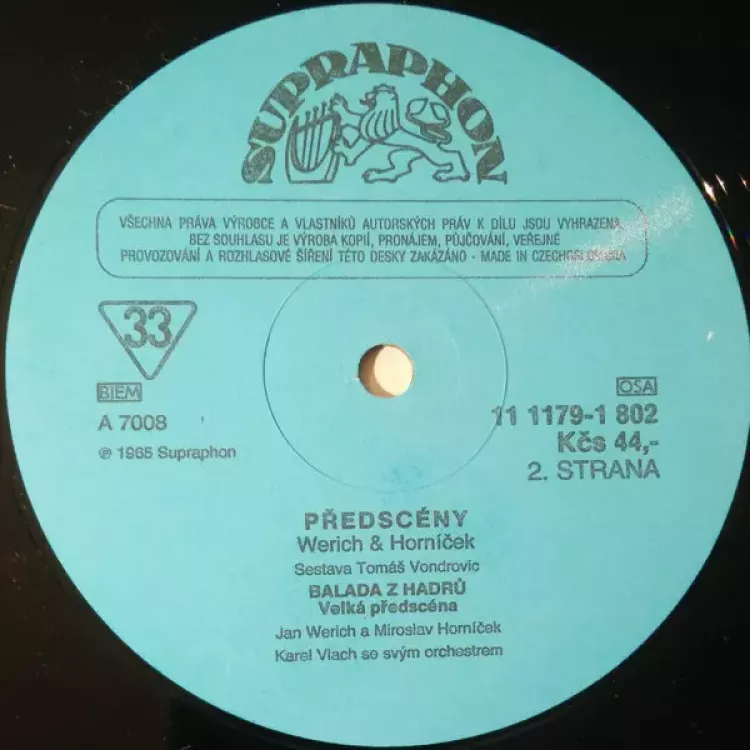 SUPRAPHON
VŠECHNA PRÁVA VÝROBCE A VLASTNÍKŮ AUTORSKÝCH PRÁV K DÍLU JSOU VYHRAZENA.
BEZ SOUHLASU JE VÝROBA KOPIÍ, PRONÁJEM, PŮJČOVÁNÍ, VEŘEJNÉ
PROVOZOVÁNÍ A ROZHLASOVÉ ŠÍŘENÍ TÉTO DESKY ZAKÁZÁNO - MADE IN CZECHOSLOVAKIA
33
BIEM
A 7008
℗ 1965 Supraphon
OSA
11 1179-1 802
Kčs 44,-
2. STRANA
PŘEDSCÉNY
Werich & Horníček
Sestava Tomáš Vondrovic
BALADA Z HADRŮ
Velká předscéna
Jan Werich a Miroslav Horníček
Karel Vlach se svým orchestrem